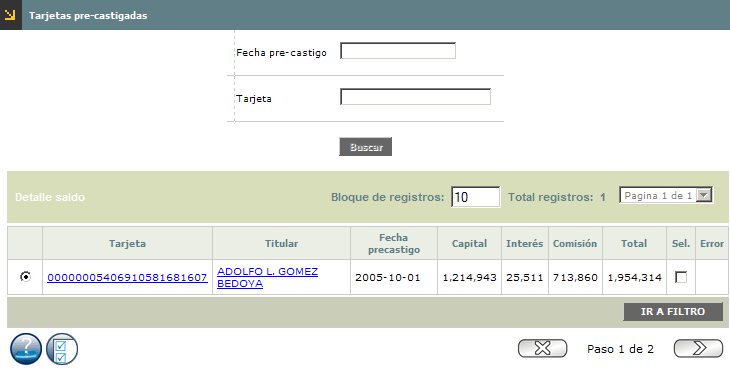 Tarjetas pre-castigadas
Fecha pre-castigo
Tarjeta
Buscar
Detalle saldo Bloque de registros: 10 Total registros: 1 Pagina 1 de 1
Tarjeta Titular Fecha precastigo Capital Interés Comisión Total Sel. Error
00000005406910581681607 ADOLFO L. GOMEZ BEDOYA 2005-10-01 1,214,943 25,511 713,860 1,954,314
IR A FILTRO
Paso 1 de 2